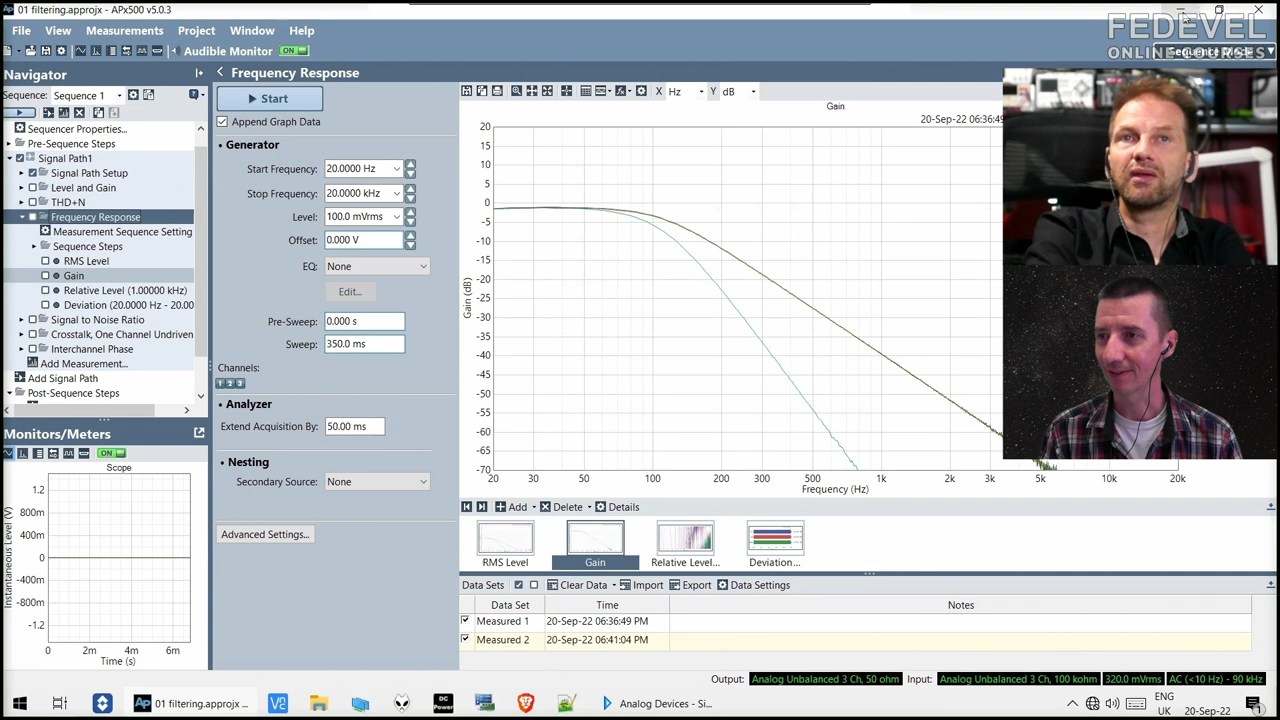 01 filtering.approjx - APx500 v5.0.3
File View Measurements Project Window Help
FEDEVEL
ONLINE COURSES
Audible Monitor ON
Sequence Mode
Navigator
Sequence: Sequence 1
Sequencer Properties...
Pre-Sequence Steps
Signal Path1
Signal Path Setup
Level and Gain
THD+N
Frequency Response
Measurement Sequence Setting
Sequence Steps
RMS Level
Gain
Relative Level (1.00000 kHz)
Deviation (20.0000 Hz - 20.00
Signal to Noise Ratio
Crosstalk, One Channel Undriven
Interchannel Phase
Add Measurement...
Add Signal Path
Post-Sequence Steps
Monitors/Meters
ON
Scope
Instantaneous Level (V)
1.2
800m
400m
0
-400m
-800m
-1.2
0 2m 4m 6m
Time (s)
Frequency Response
Start
Append Graph Data
Generator
Start Frequency: 20.0000 Hz
Stop Frequency: 20.0000 kHz
Level: 100.0 mVrms
Offset: 0.000 V
EQ: None
Edit...
Pre-Sweep: 0.000 s
Sweep: 350.0 ms
Channels:
1 2 3
Analyzer
Extend Acquisition By: 50.00 ms
Nesting
Secondary Source: None
Advanced Settings...
X Hz Y dB
Gain
20-Sep-22 06:36:49
Gain (dB)
20
15
10
5
0
-5
-10
-15
-20
-25
-30
-35
-40
-45
-50
-55
-60
-65
-70
20 30 50 100 200 300 500 1k 2k 3k 5k 10k 20k
Frequency (Hz)
Add Delete Details
RMS Level Gain Relative Level... Deviation...
Data Sets Clear Data Import Export Data Settings
Data Set Time Notes
Measured 1 20-Sep-22 06:36:49 PM
Measured 2 20-Sep-22 06:41:04 PM
Output: Analog Unbalanced 3 Ch, 50 ohm Input: Analog Unbalanced 3 Ch, 100 kohm 320.0 mVrms AC (<10 Hz) - 90 kHz
Ap 01 filtering.approjx ... V2 DC Power Analog Devices - Si... ENG
UK 20-Sep-22 1